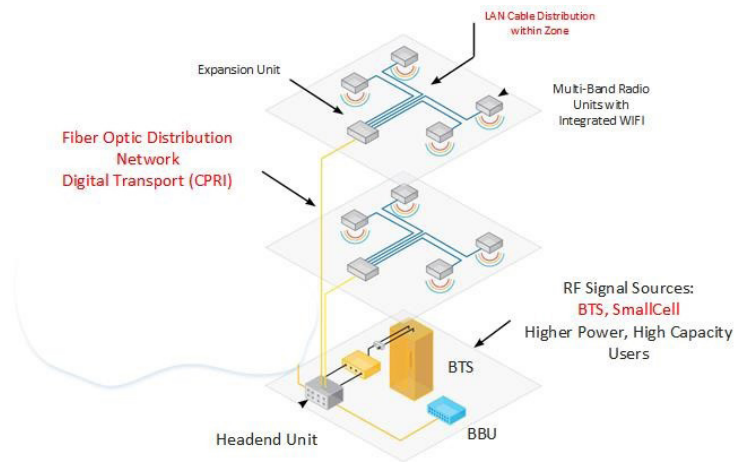 LAN Cable Distribution
within Zone
Expansion Unit
Multi-Band Radio
Units with
Integrated WIFI
Fiber Optic Distribution
Network
Digital Transport (CPRI)
RF Signal Sources:
BTS, SmallCell
Higher Power, High Capacity
Users
BTS
Headend Unit
BBU